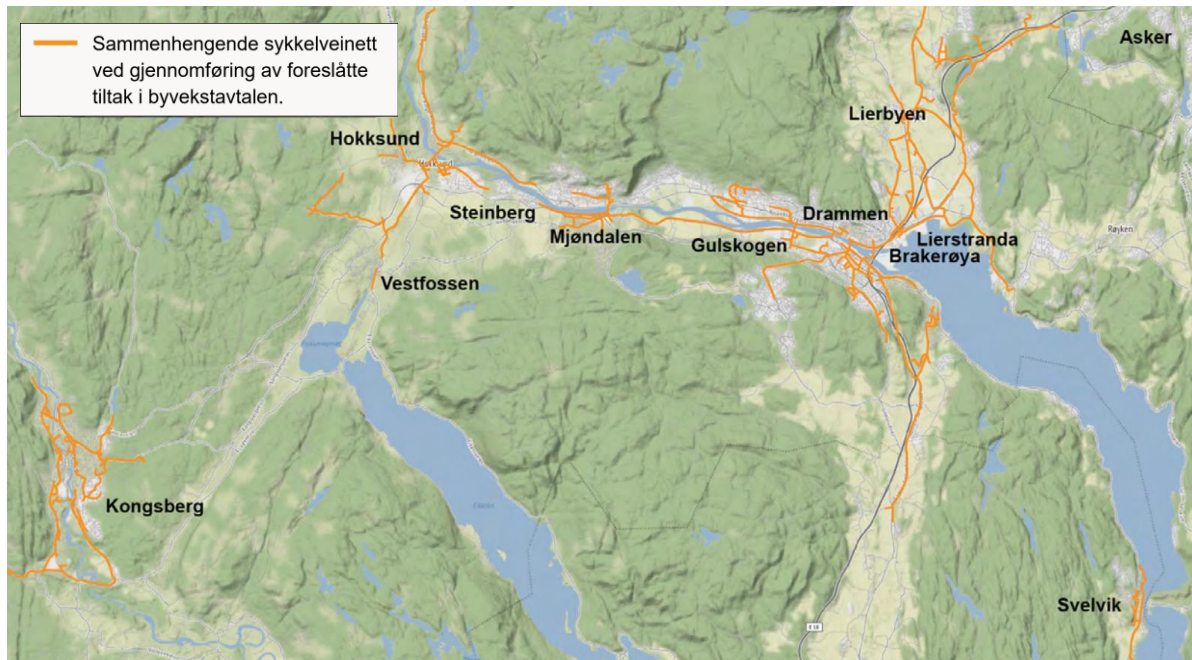 Sammenhengende sykkelveinett
ved gjennomføring av foreslåtte
tiltak i byvekstavtalen.
Asker
Lierbyen
Hokksund
Hokksund
Steinberg
Drammen
Mjøndalen
Gulskogen
Lierstranda
Røyken
Brakerøya
Vestfossen
Kongsberg
Svelvik
E18